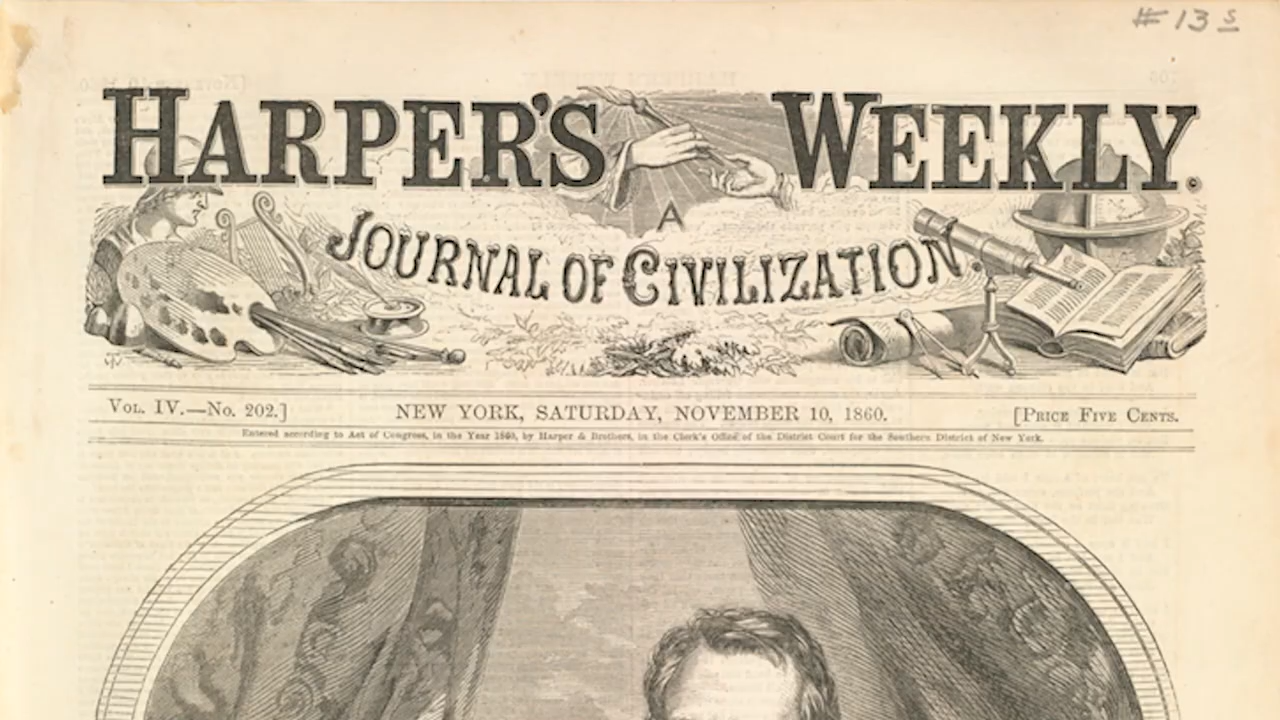 # 13 s
HARPER'S WEEKLY.
A
JOURNAL OF CIVILIZATION
VOL. IV.—NO. 202.] NEW YORK, SATURDAY, NOVEMBER 10, 1860. [PRICE FIVE CENTS.
Entered according to Act of Congress, in the Year 1860, by Harper & Brothers, in the Clerk's Office of the District Court for the Southern District of New York.